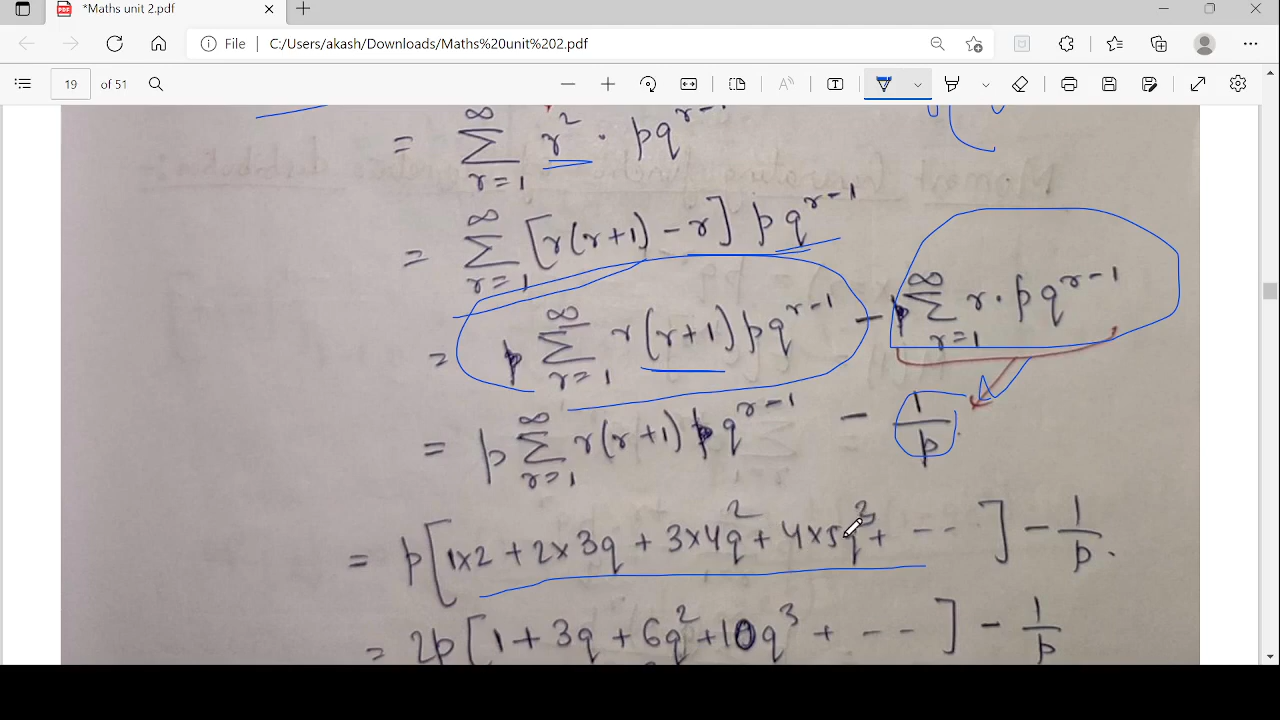 *Maths unit 2.pdf
File C:/Users/akash/Downloads/Maths%20unit%202.pdf
19 of 51
= ∑_{r=1}^{∞} r² · pq^{r-1}
= ∑_{r=1}^{∞} [r(r+1) - r] pq^{r-1}
= p ∑_{r=1}^{∞} r(r+1) pq^{r-1} - p ∑_{r=1}^{∞} r · pq^{r-1}
= p ∑_{r=1}^{∞} r(r+1) p q^{r-1} - 1/p.
= p[1×2 + 2×3q + 3×4q² + 4×5q³ + ---- ] - 1/p.
= 2p[1 + 3q + 6q² + 10q³ + ---- ] - 1/p